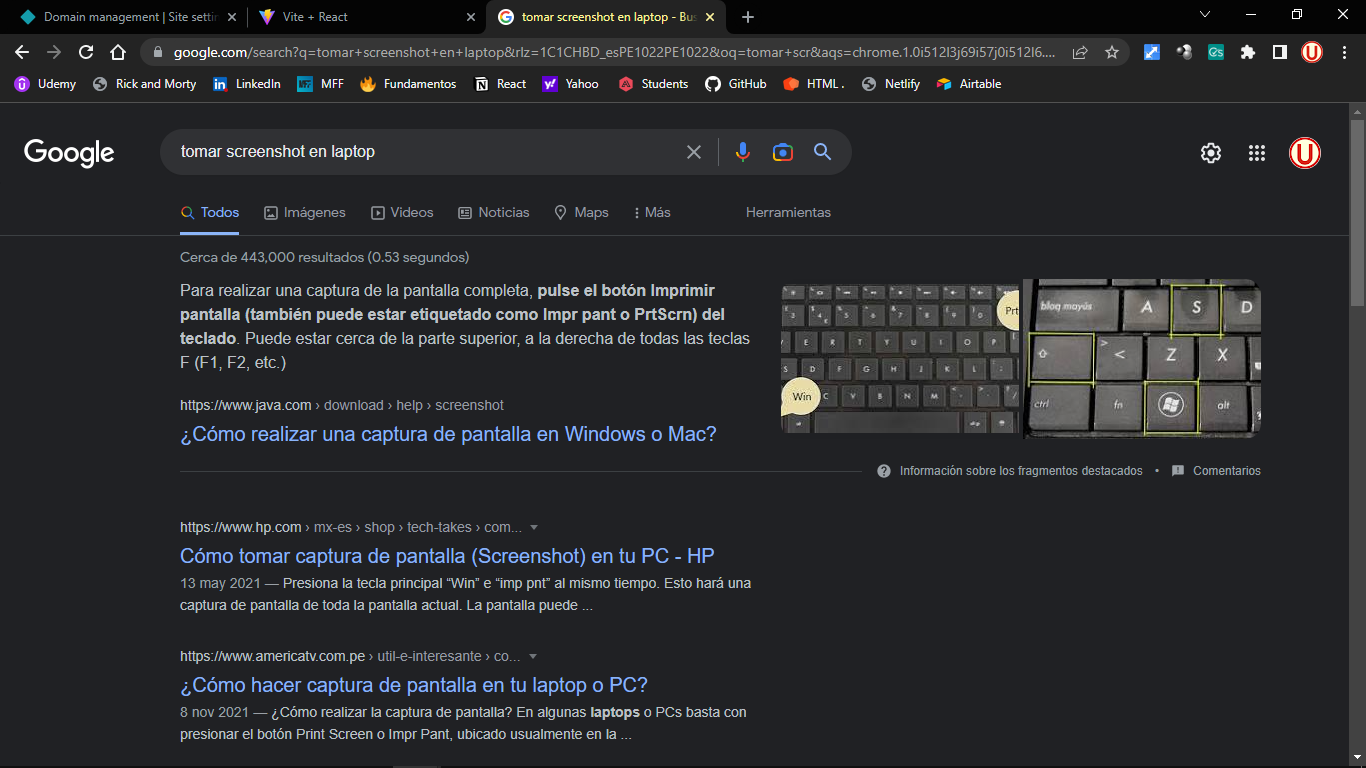 Domain management | Site settin
Vite + React
tomar screenshot en laptop - Bus
google.com/search?q=tomar+screenshot+en+laptop&rlz=1C1CHBD_esPE1022PE1022&oq=tomar+scr&aqs=chrome.1.0i512l3j69i57j0i512l6....
Udemy
Rick and Morty
LinkedIn
MFF
Fundamentos
React
Yahoo
Students
GitHub
HTML .
Netlify
Airtable
Google
tomar screenshot en laptop
Todos
Imágenes
Videos
Noticias
Maps
Más
Herramientas
Cerca de 443,000 resultados (0.53 segundos)
Para realizar una captura de la pantalla completa, pulse el botón Imprimir
pantalla (también puede estar etiquetado como Impr pant o PrtScrn) del
teclado. Puede estar cerca de la parte superior, a la derecha de todas las teclas
F (F1, F2, etc.)
https://www.java.com › download › help › screenshot
¿Cómo realizar una captura de pantalla en Windows o Mac?
Prt
Win
bloq mayús
A
S
D
Z
X
ctrl
fn
alt
Información sobre los fragmentos destacados
Comentarios
https://www.hp.com › mx-es › shop › tech-takes › com...
Cómo tomar captura de pantalla (Screenshot) en tu PC - HP
13 may 2021 — Presiona la tecla principal “Win” e “imp pnt” al mismo tiempo. Esto hará una
captura de pantalla de toda la pantalla actual. La pantalla puede ...
https://www.americatv.com.pe › util-e-interesante › co...
¿Cómo hacer captura de pantalla en tu laptop o PC?
8 nov 2021 — ¿Cómo realizar la captura de pantalla? En algunas laptops o PCs basta con
presionar el botón Print Screen o Impr Pant, ubicado usualmente en la ...